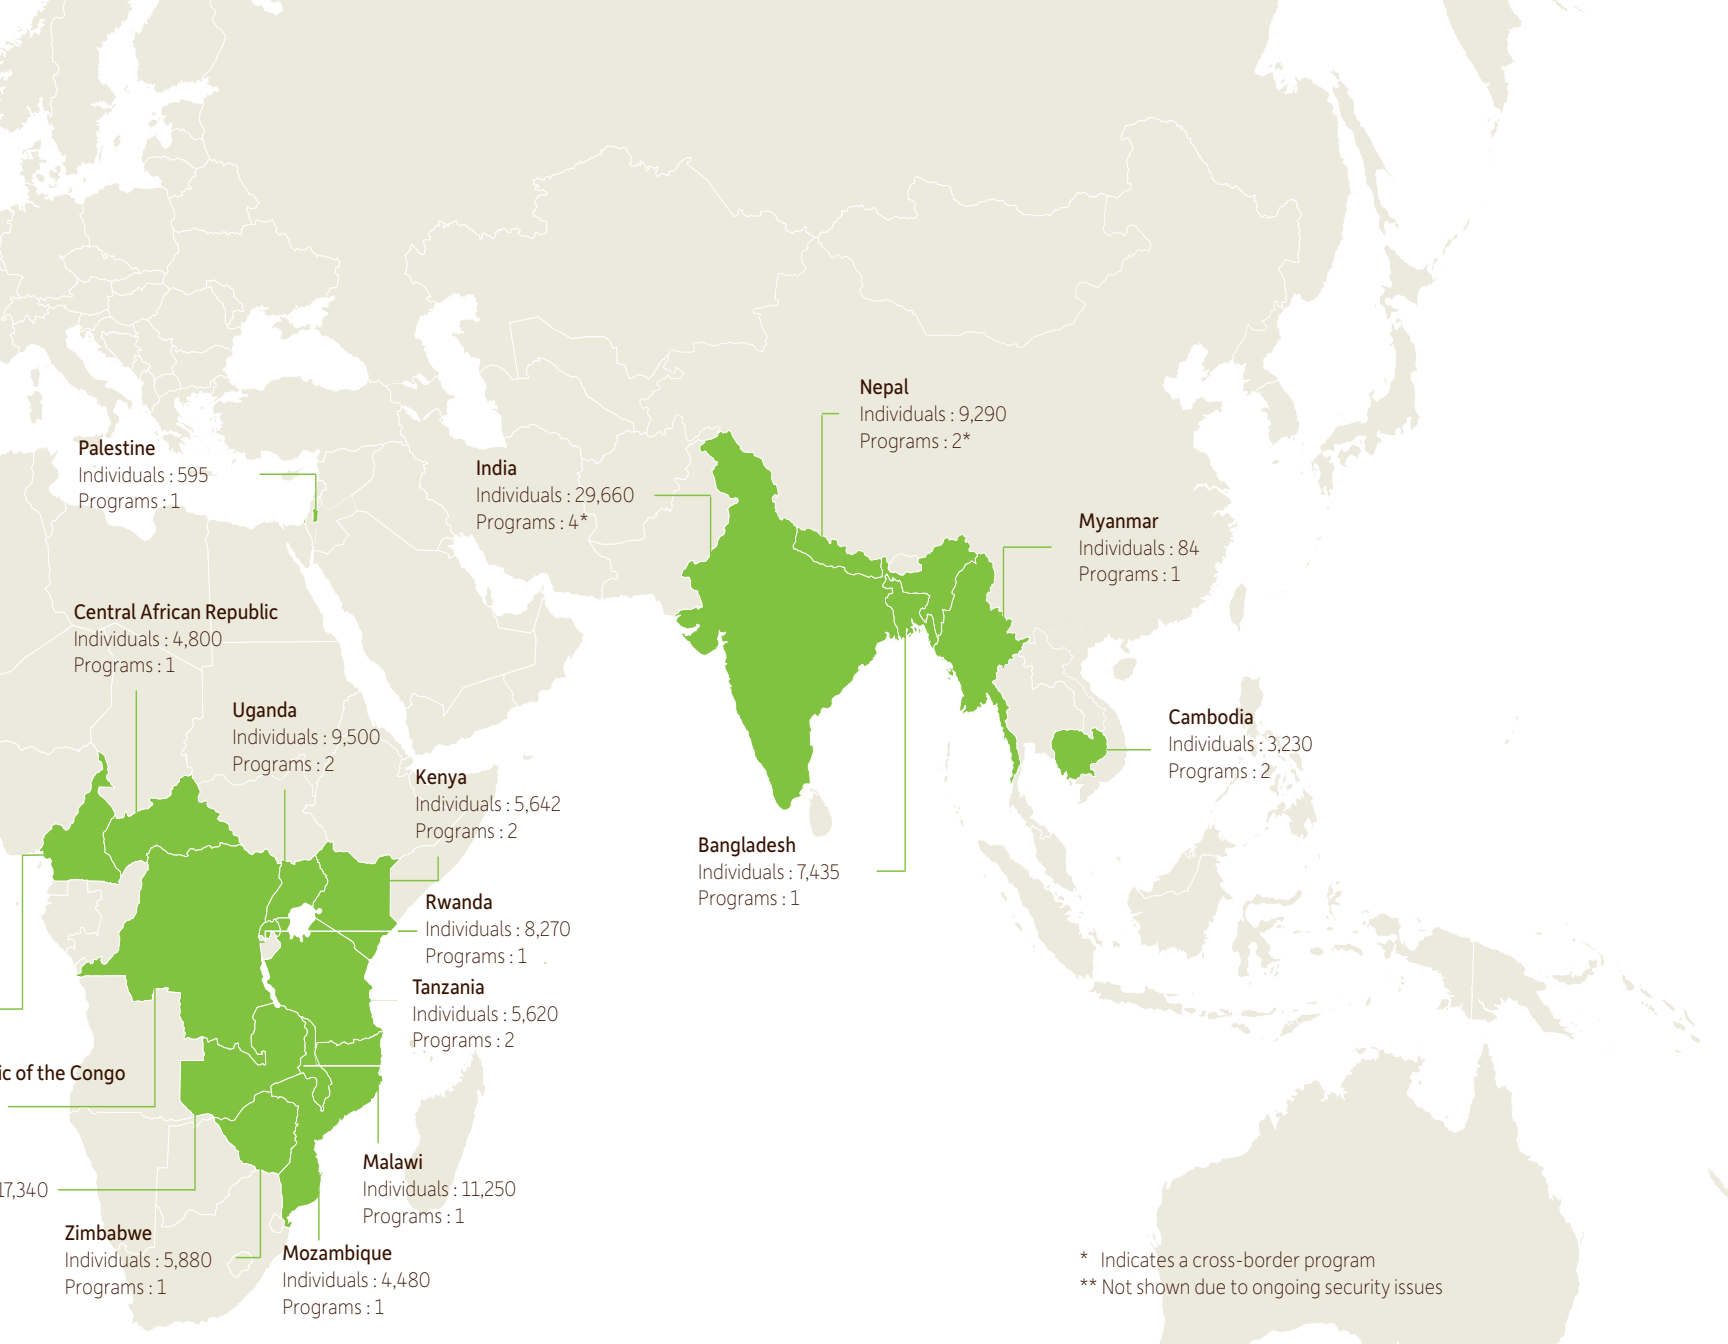 Nepal
Individuals : 9,290
Programs : 2*
Palestine
Individuals : 595
Programs : 1
India
Individuals : 29,660
Programs : 4*
Myanmar
Individuals : 84
Programs : 1
Central African Republic
Individuals : 4,800
Programs : 1
Uganda
Individuals : 9,500
Programs : 2
Cambodia
Individuals : 3,230
Programs : 2
Kenya
Individuals : 5,642
Programs : 2
Bangladesh
Individuals : 7,435
Programs : 1
Rwanda
Individuals : 8,270
Programs : 1
Tanzania
Individuals : 5,620
Programs : 2
ic of the Congo
Malawi
Individuals : 11,250
Programs : 1
17,340
Zimbabwe
Individuals : 5,880
Programs : 1
Mozambique
Individuals : 4,480
Programs : 1
* Indicates a cross-border program
** Not shown due to ongoing security issues